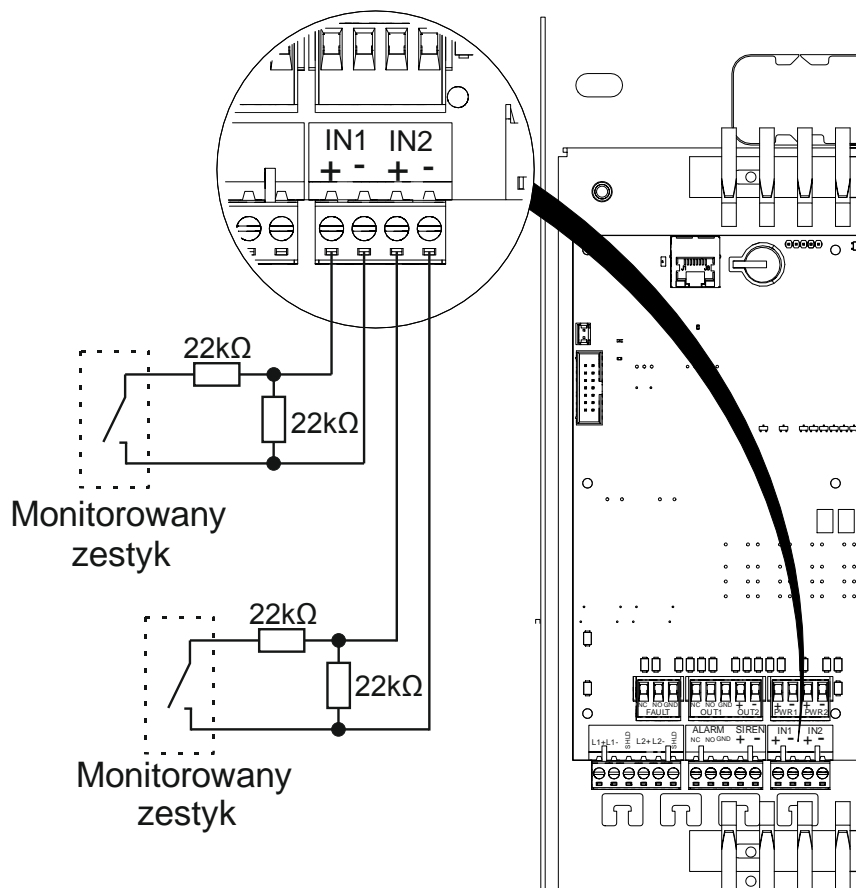 IN1 IN2
+ - + -
22kΩ
22kΩ
Monitorowany
zestyk
22kΩ
22kΩ
Monitorowany
zestyk
NC NO GND NC NO GND + - + - + -
FAULT OUT1 OUT2 PWR1 PWR2
L1+ L1- SHLD L2+ L2- SHLD ALARM SIREN IN1 IN2
NC NO GND + - + - + -